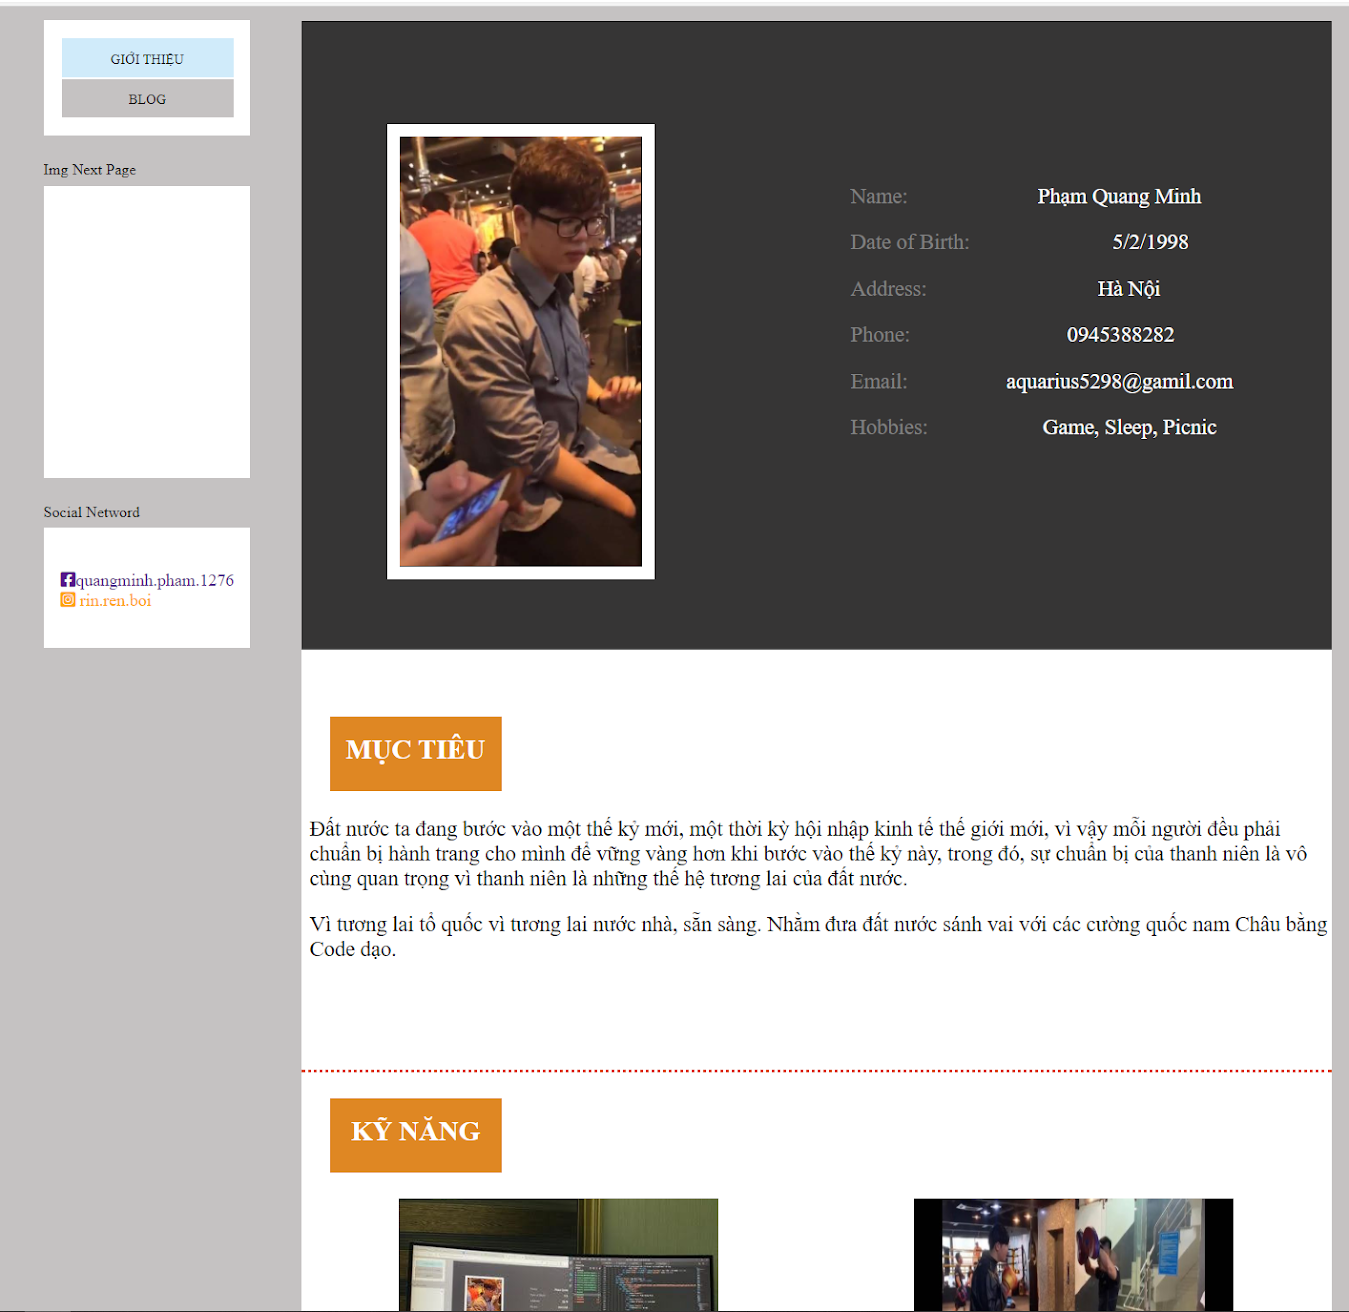 GIỚI THIỆU
BLOG
Img Next Page
Social Netword
quangminh.pham.1276
rin.ren.boi
Name: Phạm Quang Minh
Date of Birth: 5/2/1998
Address: Hà Nội
Phone: 0945388282
Email: aquarius5298@gamil.com
Hobbies: Game, Sleep, Picnic
MỤC TIÊU
Đất nước ta đang bước vào một thế kỷ mới, một thời kỳ hội nhập kinh tế thế giới mới, vì vậy mỗi người đều phải
chuẩn bị hành trang cho mình để vững vàng hơn khi bước vào thế kỷ này, trong đó, sự chuẩn bị của thanh niên là vô
cùng quan trọng vì thanh niên là những thế hệ tương lai của đất nước.
Vì tương lai tổ quốc vì tương lai nước nhà, sẵn sàng. Nhằm đưa đất nước sánh vai với các cường quốc nam Châu bằng
Code dạo.
KỸ NĂNG